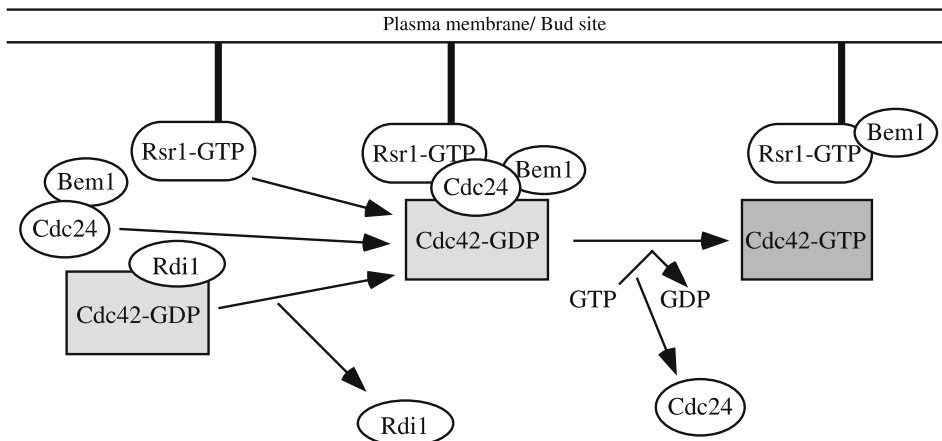 Plasma membrane/ Bud site
Rsr1-GTP
Rsr1-GTP
Rsr1-GTP
Bem1
Bem1
Cdc24
Bem1
Cdc24
Cdc42-GDP
Cdc42-GTP
Rdi1
Cdc42-GDP
GTP
GDP
Rdi1
Cdc24